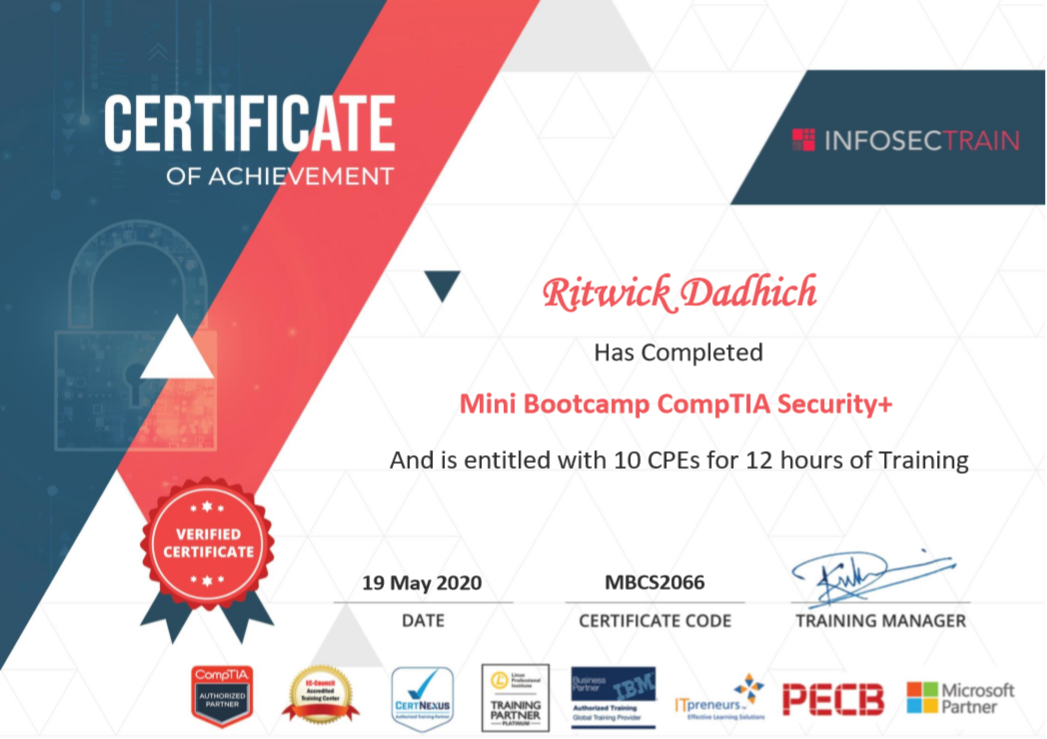 CERTIFICATE
OF ACHIEVEMENT
INFOSECTRAIN
Ritwick Dadhich
Has Completed
Mini Bootcamp CompTIA Security+
And is entitled with 10 CPEs for 12 hours of Training
VERIFIED
CERTIFICATE
19 May 2020
DATE
MBCS2066
CERTIFICATE CODE
TRAINING MANAGER
CompTIA
AUTHORIZED
PARTNER
EC-Council
Accredited
Training Center
CERTNEXUS
Authorized Training Partner
Linux
Professional
Institute
TRAINING
PARTNER
PLATINUM
Business
Partner
IBM
Authorized Training
Global Training Provider
ITpreneurs
Effective Learning Solutions
PECB
Microsoft
Partner